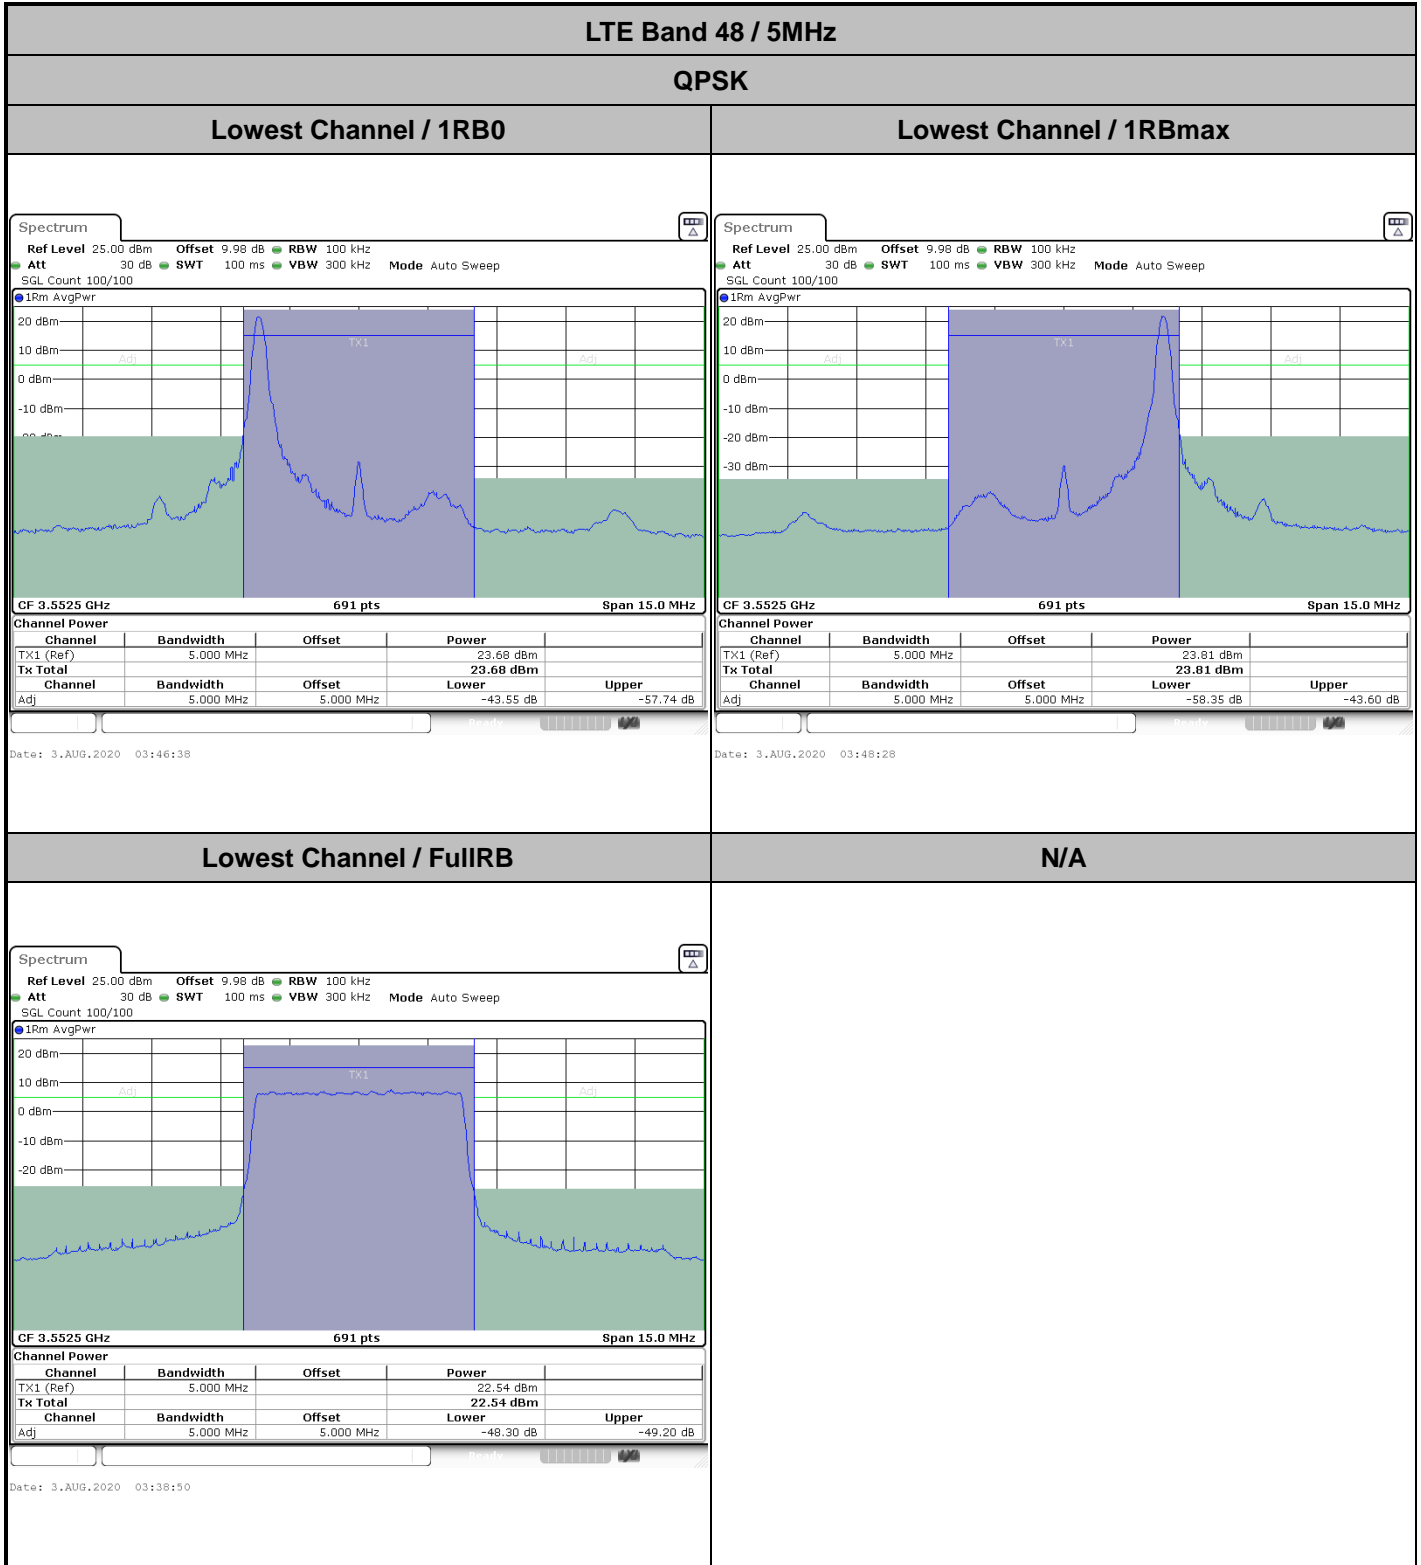 LTE Band 48 / 5MHz
QPSK
Lowest Channel / 1RB0
Lowest Channel / 1RBmax
Spectrum
Ref Level 25.00 dBm Offset 9.98 dB RBW 100 kHz
Att 30 dB SWT 100 ms VBW 300 kHz Mode Auto Sweep
SGL Count 100/100
1Rm AvgPwr
20 dBm
10 dBm
0 dBm
-10 dBm
-20 dBm
Adj
TX1
Adj
CF 3.5525 GHz 691 pts Span 15.0 MHz
Channel Power
Channel Bandwidth Offset Power
TX1 (Ref) 5.000 MHz 23.68 dBm
Tx Total 23.68 dBm
Channel Bandwidth Offset Lower Upper
Adj 5.000 MHz 5.000 MHz -43.55 dB -57.74 dB
Ready
Date: 3.AUG.2020 03:46:38
Spectrum
Ref Level 25.00 dBm Offset 9.98 dB RBW 100 kHz
Att 30 dB SWT 100 ms VBW 300 kHz Mode Auto Sweep
SGL Count 100/100
1Rm AvgPwr
20 dBm
10 dBm
0 dBm
-10 dBm
-20 dBm
-30 dBm
Adj
TX1
Adj
CF 3.5525 GHz 691 pts Span 15.0 MHz
Channel Power
Channel Bandwidth Offset Power
TX1 (Ref) 5.000 MHz 23.81 dBm
Tx Total 23.81 dBm
Channel Bandwidth Offset Lower Upper
Adj 5.000 MHz 5.000 MHz -58.35 dB -43.60 dB
Ready
Date: 3.AUG.2020 03:48:28
Lowest Channel / FullRB
N/A
Spectrum
Ref Level 25.00 dBm Offset 9.98 dB RBW 100 kHz
Att 30 dB SWT 100 ms VBW 300 kHz Mode Auto Sweep
SGL Count 100/100
1Rm AvgPwr
20 dBm
10 dBm
0 dBm
-10 dBm
-20 dBm
Adj
TX1
Adj
CF 3.5525 GHz 691 pts Span 15.0 MHz
Channel Power
Channel Bandwidth Offset Power
TX1 (Ref) 5.000 MHz 22.54 dBm
Tx Total 22.54 dBm
Channel Bandwidth Offset Lower Upper
Adj 5.000 MHz 5.000 MHz -48.30 dB -49.20 dB
Ready
Date: 3.AUG.2020 03:38:50